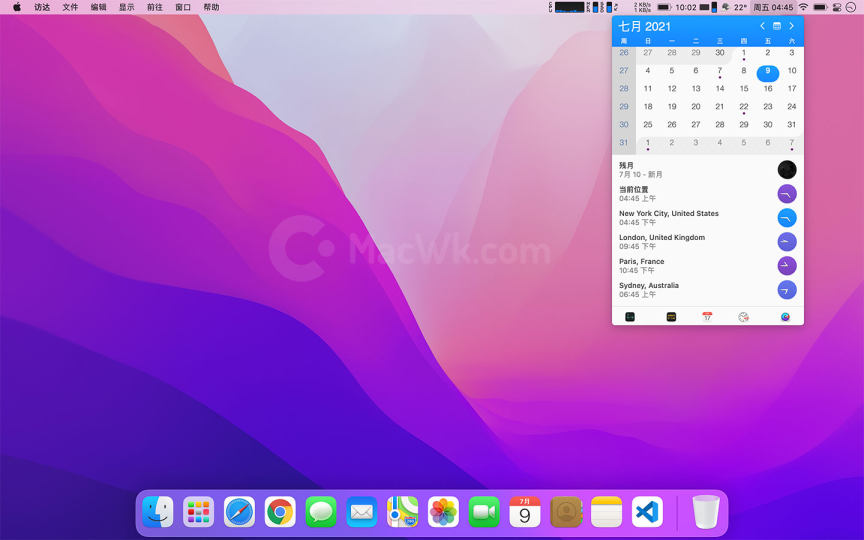 访达 文件 编辑 显示 前往 窗口 帮助 2 KB/s 1 KB/s 10:02 22° 周五 04:45
七月 2021
周 日 一 二 三 四 五 六
26 27 28 29 30 1 2 3
27 4 5 6 7 8 9 10
28 11 12 13 14 15 16 17
29 18 19 20 21 22 23 24
30 25 26 27 28 29 30 31
31 1 2 3 4 5 6 7
残月
7月 10 - 新月
当前位置
04:45 上午
New York City, United States
04:45 下午
London, United Kingdom
09:45 下午
Paris, France
10:45 下午
Sydney, Australia
06:45 上午
17
MacWk.com
7月
9